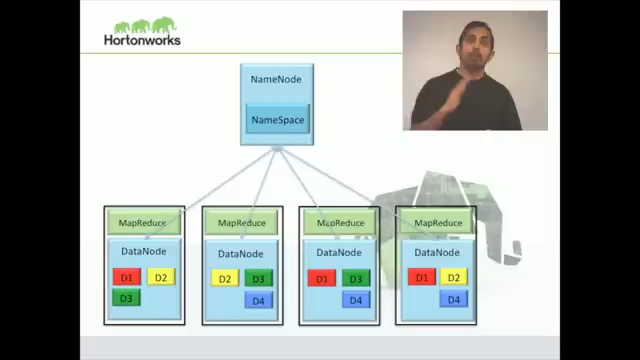 Hortonworks
NameNode
NameSpace
MapReduce
MapReduce
MapReduce
MapReduce
DataNode
DataNode
DataNode
DataNode
D1 D2
D2 D3
D1 D3
D1 D2
D3
D4
D4
D4